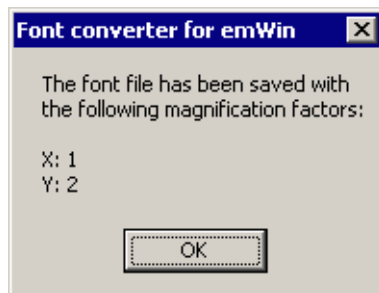 Font converter for emWin
The font file has been saved with
the following magnification factors:
X: 1
Y: 2
OK